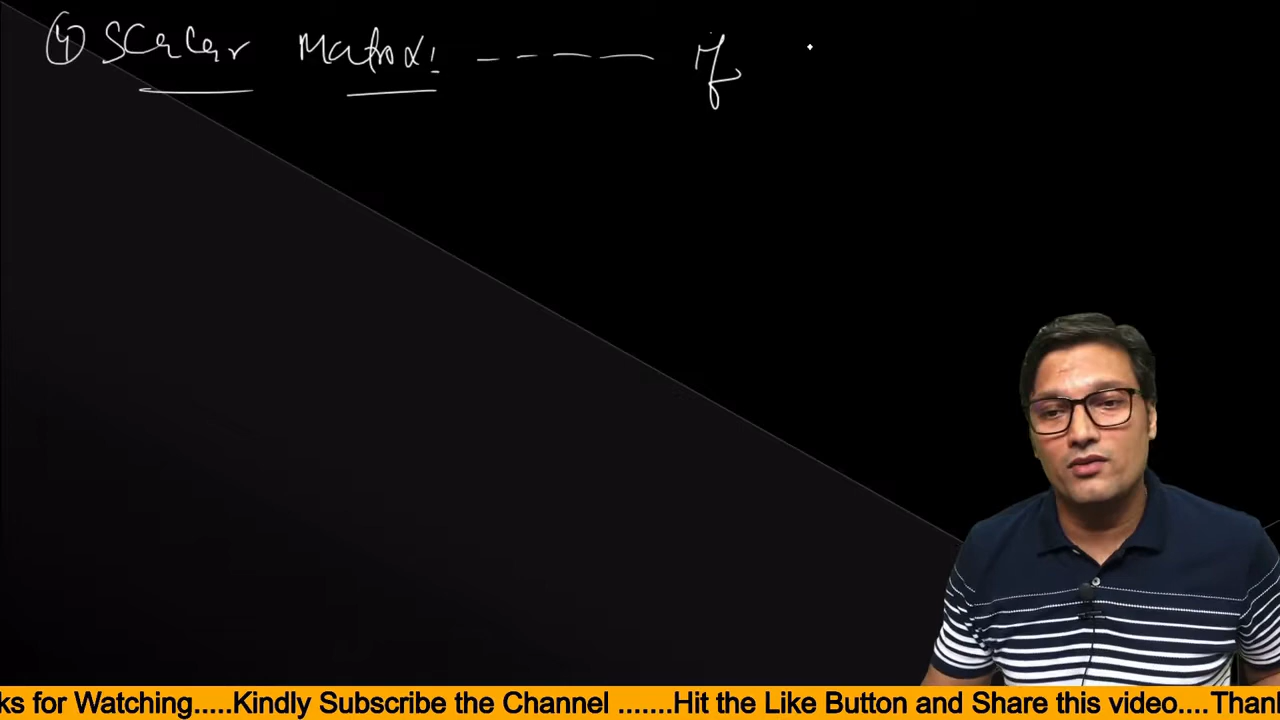 ④ Scalar Matrix: ------ if
ks for Watching.....Kindly Subscribe the Channel .......Hit the Like Button and Share this video....Than